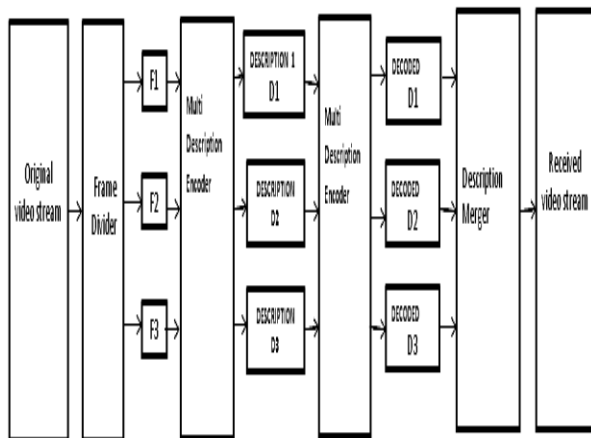 Original
video stream
Frame
Divider
F1
F2
F3
Multi
Description
Encoder
DESCRIPTION 1
D1
DESCRIPTION
D2
DESCRIPTION
D3
Multi
Description
Encoder
DECODED
D1
DECODED
D2
DECODED
D3
Description
Merger
Received
video stream